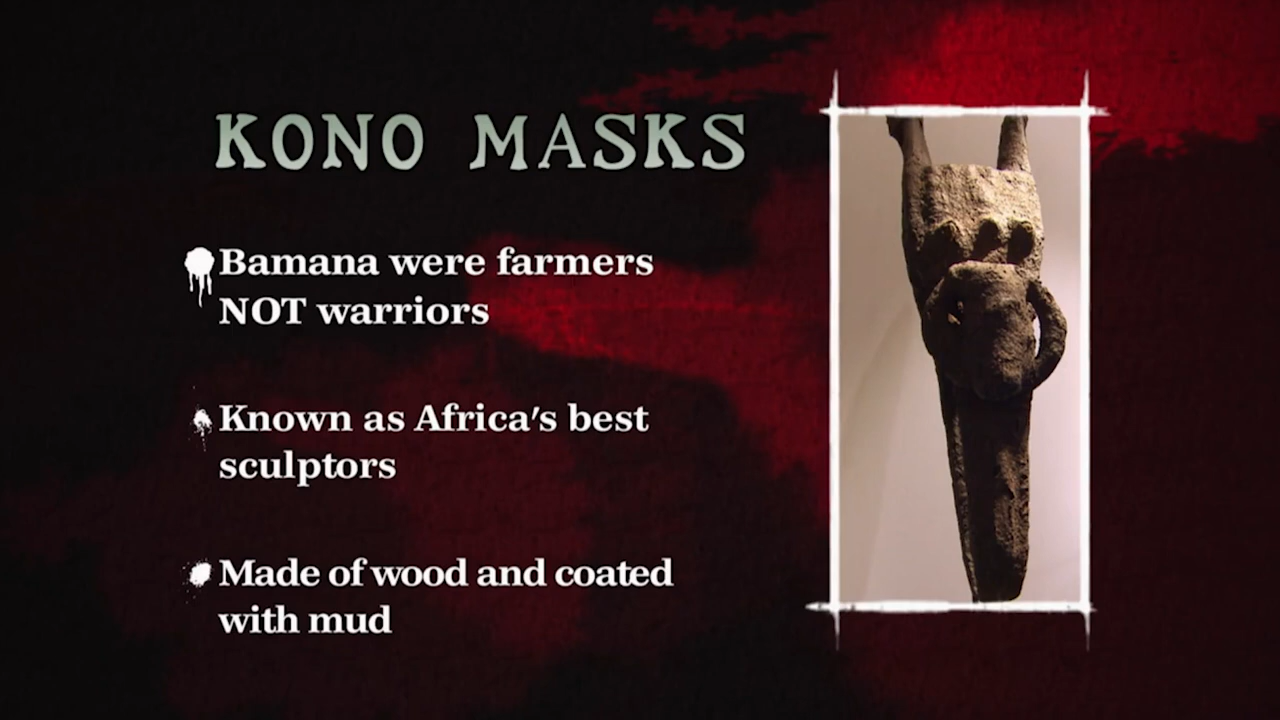 KONO MASKS
Bamana were farmers
NOT warriors
Known as Africa's best
sculptors
Made of wood and coated
with mud